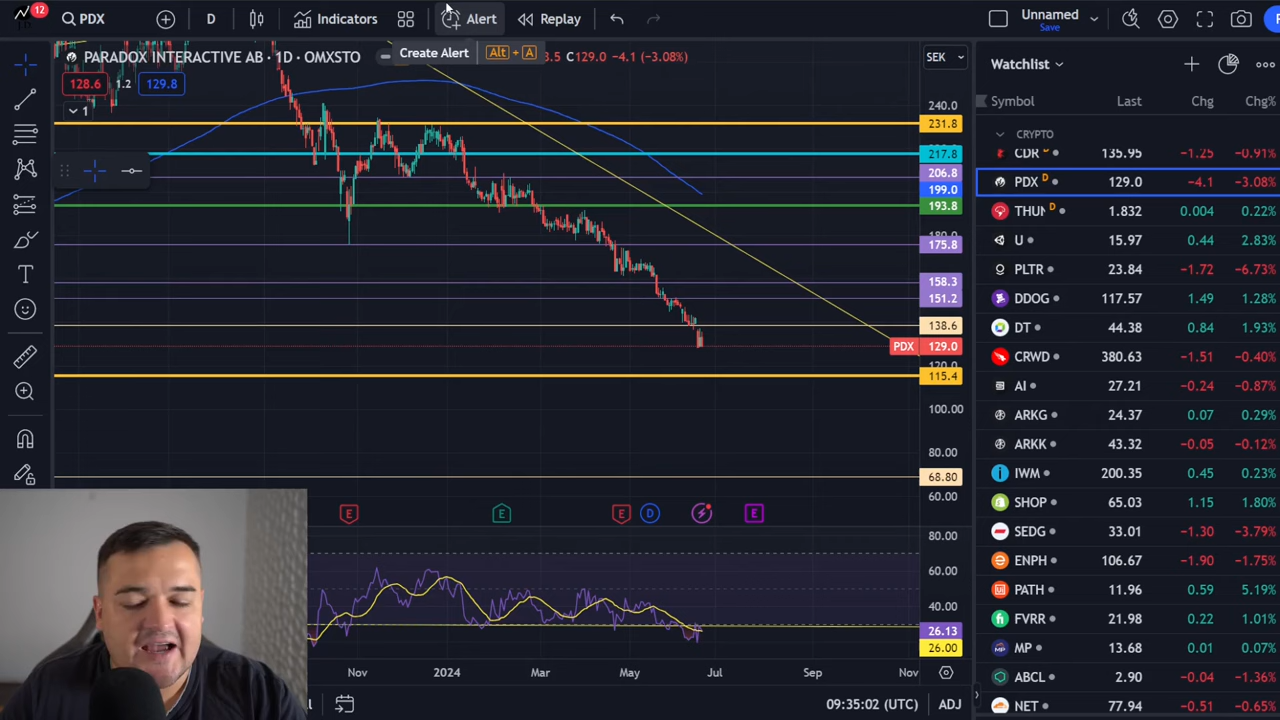 12
PDX
D
Indicators
Alert
Replay
Unnamed
Save
Create Alert
Alt + A
PARADOX INTERACTIVE AB · 1D · OMXSTO
3.5 C129.0 −4.1 (−3.08%)
SEK
128.6
1.2
129.8
1
240.0
231.8
217.8
206.8
199.0
193.8
180.0
175.8
158.3
151.2
138.6
PDX 129.0
120.0
115.4
100.00
80.00
68.80
60.00
E
E
E
D
E
80.00
60.00
40.00
26.13
26.00
Nov
2024
Mar
May
Jul
Sep
Nov
09:35:02 (UTC)
ADJ
Watchlist
Symbol Last Chg Chg%
CRYPTO
CDR D 135.95 −1.25 −0.91%
PDX D 129.0 −4.1 −3.08%
THUN D 1.832 0.004 0.22%
U 15.97 0.44 2.83%
PLTR 23.84 −1.72 −6.73%
DDOG 117.57 1.49 1.28%
DT 44.38 0.84 1.93%
CRWD 380.63 −1.51 −0.40%
AI 27.21 −0.24 −0.87%
ARKG 24.37 0.07 0.29%
ARKK 43.32 −0.05 −0.12%
IWM 200.35 0.45 0.23%
SHOP 65.03 1.15 1.80%
SEDG 33.01 −1.30 −3.79%
ENPH 106.67 −1.90 −1.75%
PATH 11.96 0.59 5.19%
FVRR 21.98 0.22 1.01%
MP 13.68 0.01 0.07%
ABCL 2.90 −0.04 −1.36%
NET 77.94 −0.51 −0.65%